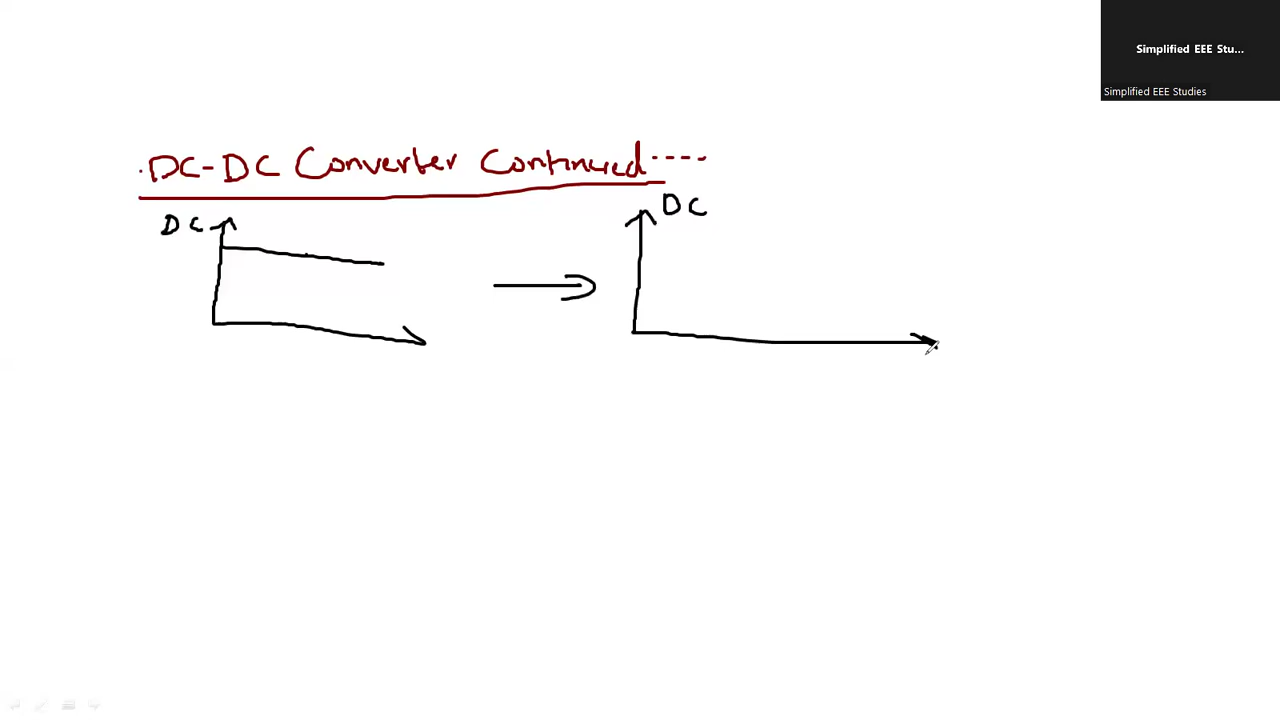 Simplified EEE Stu...
Simplified EEE Studies
DC-DC Converter Continued----
DC
DC